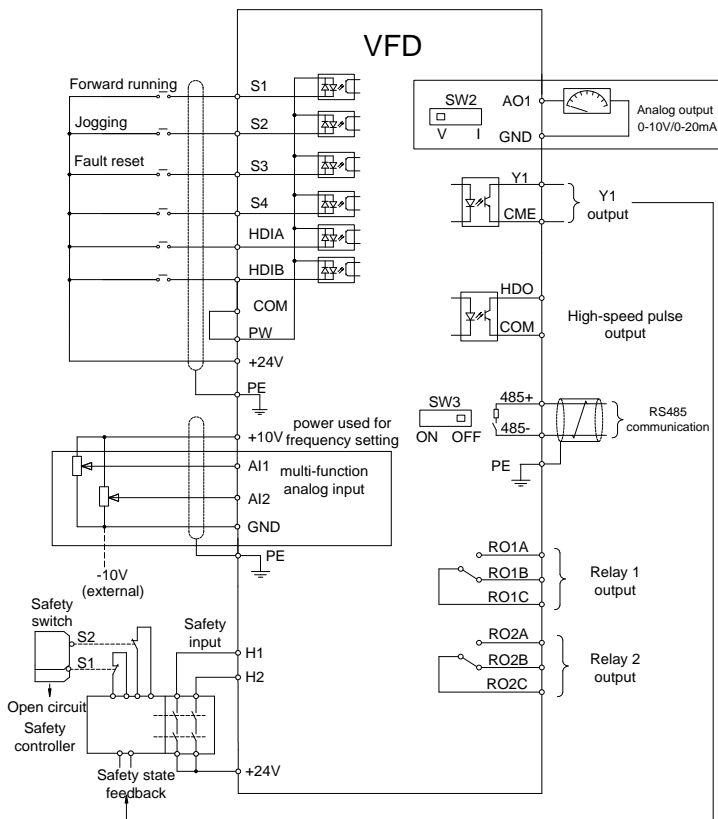 VFD
Forward running
S1
Jogging
S2
Fault reset
S3
S4
HDIA
HDIB
COM
PW
+24V
PE
SW2
V I
AO1
GND
Analog output
0-10V/0-20mA
Y1
CME
Y1
output
HDO
COM
High-speed pulse
output
SW3
ON OFF
485+
485-
PE
RS485
communication
power used for
frequency setting
+10V
AI1
multi-function
analog input
AI2
GND
PE
-10V
(external)
RO1A
RO1B
RO1C
Relay 1
output
RO2A
RO2B
RO2C
Relay 2
output
Safety
switch
S2
S1
Open circuit
Safety
controller
Safety
input
H1
H2
+24V
Safety state
feedback